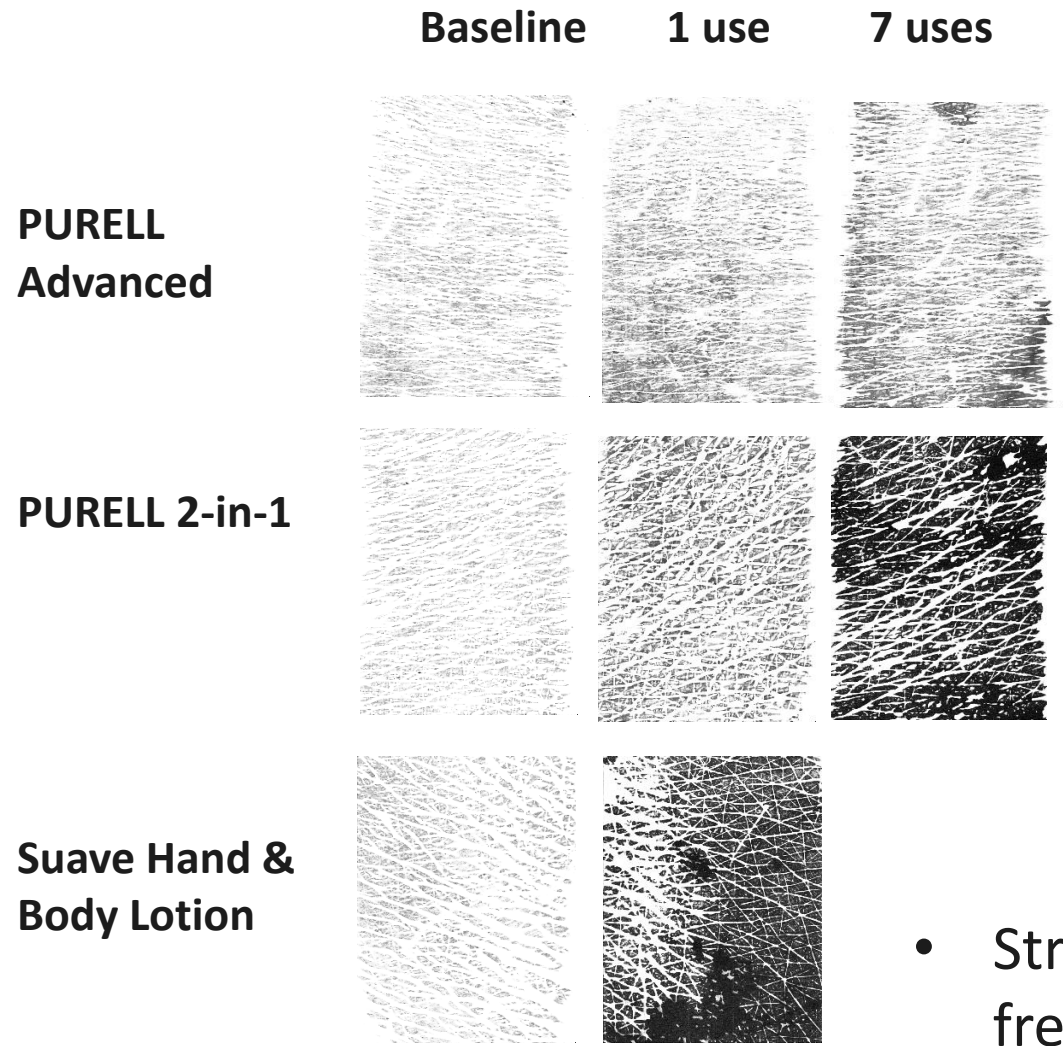 Baseline 1 use 7 uses
PURELL
Advanced
PURELL 2-in-1
Suave Hand &
Body Lotion
•